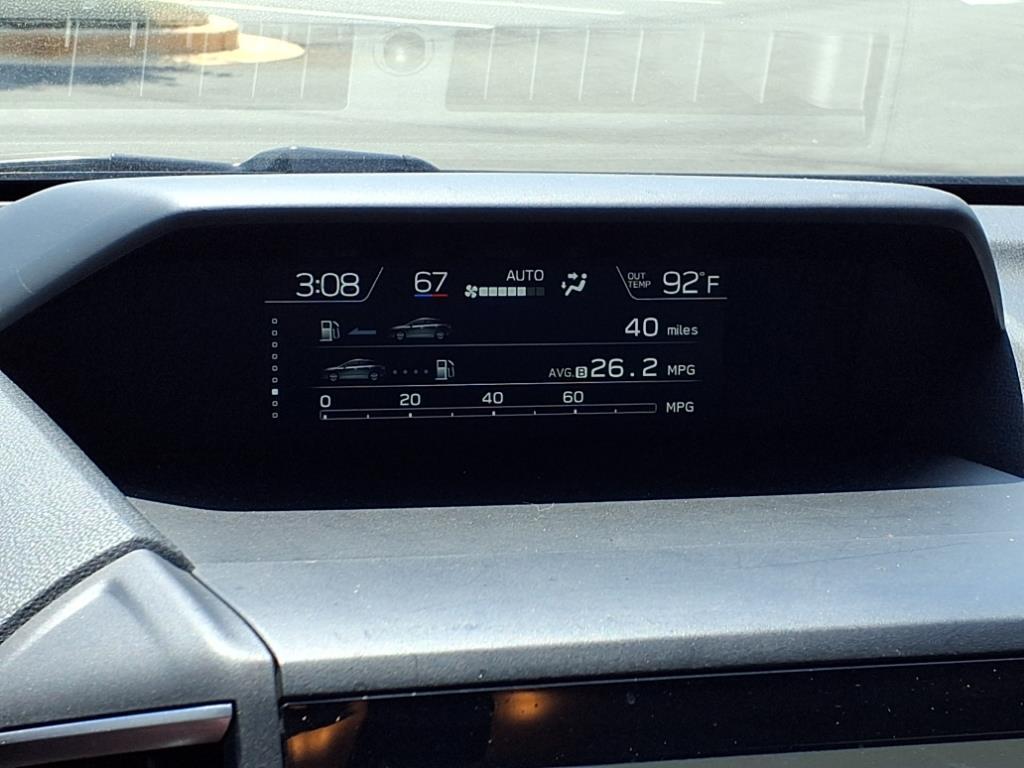 3:08 67 AUTO OUT TEMP 92°F
40 miles
AVG. B 26.2 MPG
0 20 40 60
MPG